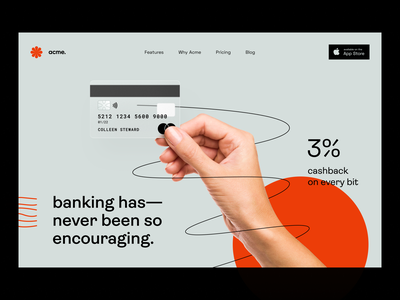 acme.
Features
Why Acme
Pricing
Blog
App Store
5212 1234 5600 9000
COLLEEN STEWARD
3%
cashback
on every bit
banking has—
never been so
encouraging.